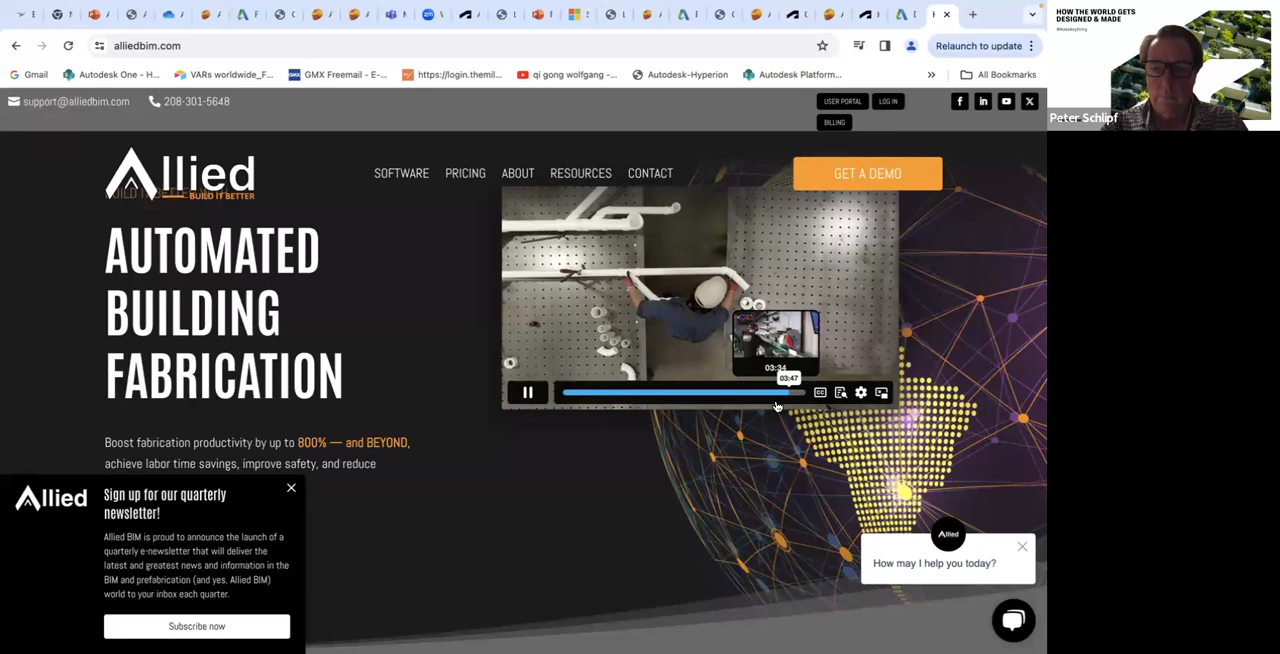 alliedbim.com
Relaunch to update
Gmail
Autodesk One - H...
VARs worldwide_F...
GMX Freemail - E-...
https://login.themil...
qi gong wolfgang -...
Autodesk-Hyperion
Autodesk Platform...
»
All Bookmarks
support@alliedbim.com
208-301-5648
USER PORTAL
LOG IN
BILLING
Allied
BUILD IT BETTER
SOFTWARE
PRICING
ABOUT
RESOURCES
CONTACT
GET A DEMO
AUTOMATED
BUILDING
FABRICATION
03:34
03:47
CC
Boost fabrication productivity by up to 800% — and BEYOND,
achieve labor time savings, improve safety, and reduce
Allied
Sign up for our quarterly
newsletter!
Allied BIM is proud to announce the launch of a
quarterly e-newsletter that will deliver the
latest and greatest news and information in the
BIM and prefabrication (and yes, Allied BIM)
world to your inbox each quarter.
Subscribe now
Allied
How may I help you today?
HOW THE WORLD GETS
DESIGNED & MADE
#MakeAnything
Peter Schlipf